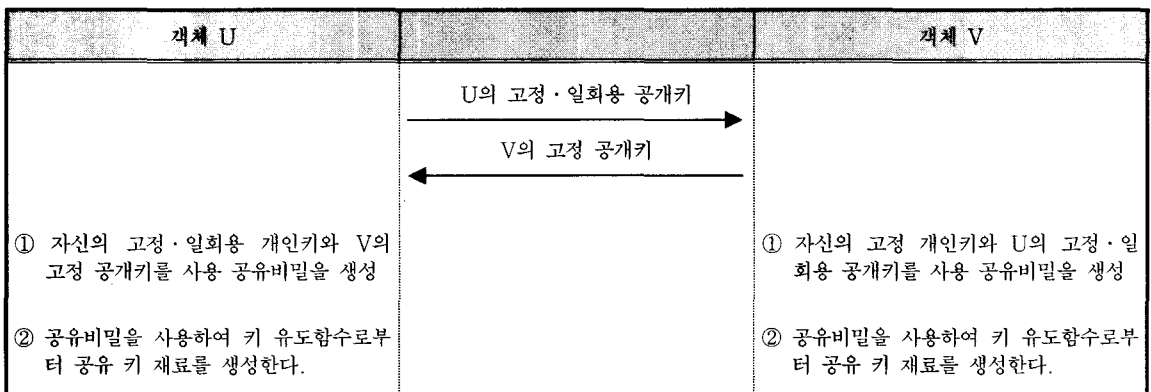 객체 U
객체 V
U의 고정·일회용 공개키
V의 고정 공개키
① 자신의 고정·일회용 개인키와 V의
고정 공개키를 사용 공유비밀을 생성
② 공유비밀을 사용하여 키 유도함수로부
터 공유 키 재료를 생성한다.
① 자신의 고정 개인키와 U의 고정·일
회용 공개키를 사용 공유비밀을 생성
② 공유비밀을 사용하여 키 유도함수로부
터 공유 키 재료를 생성한다.